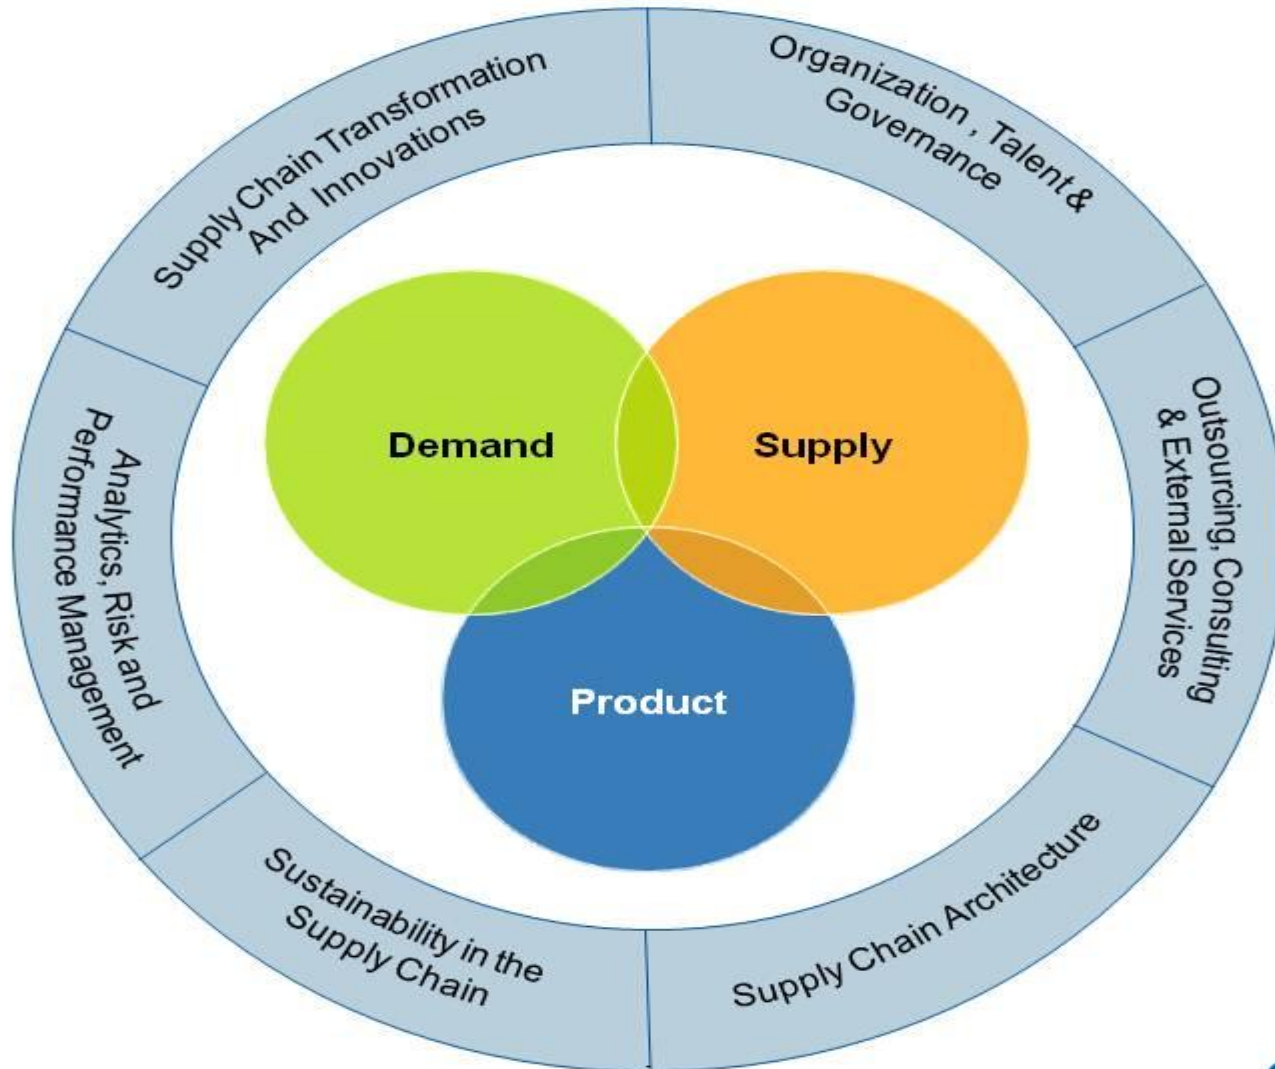 Supply Chain Transformation
And Innovations
Organization , Talent &
Governance
Demand
Supply
Outsourcing, Consulting
& External Services
Analytics, Risk and
Performance Management
Product
Sustainability in the
Supply Chain
Supply Chain Architecture